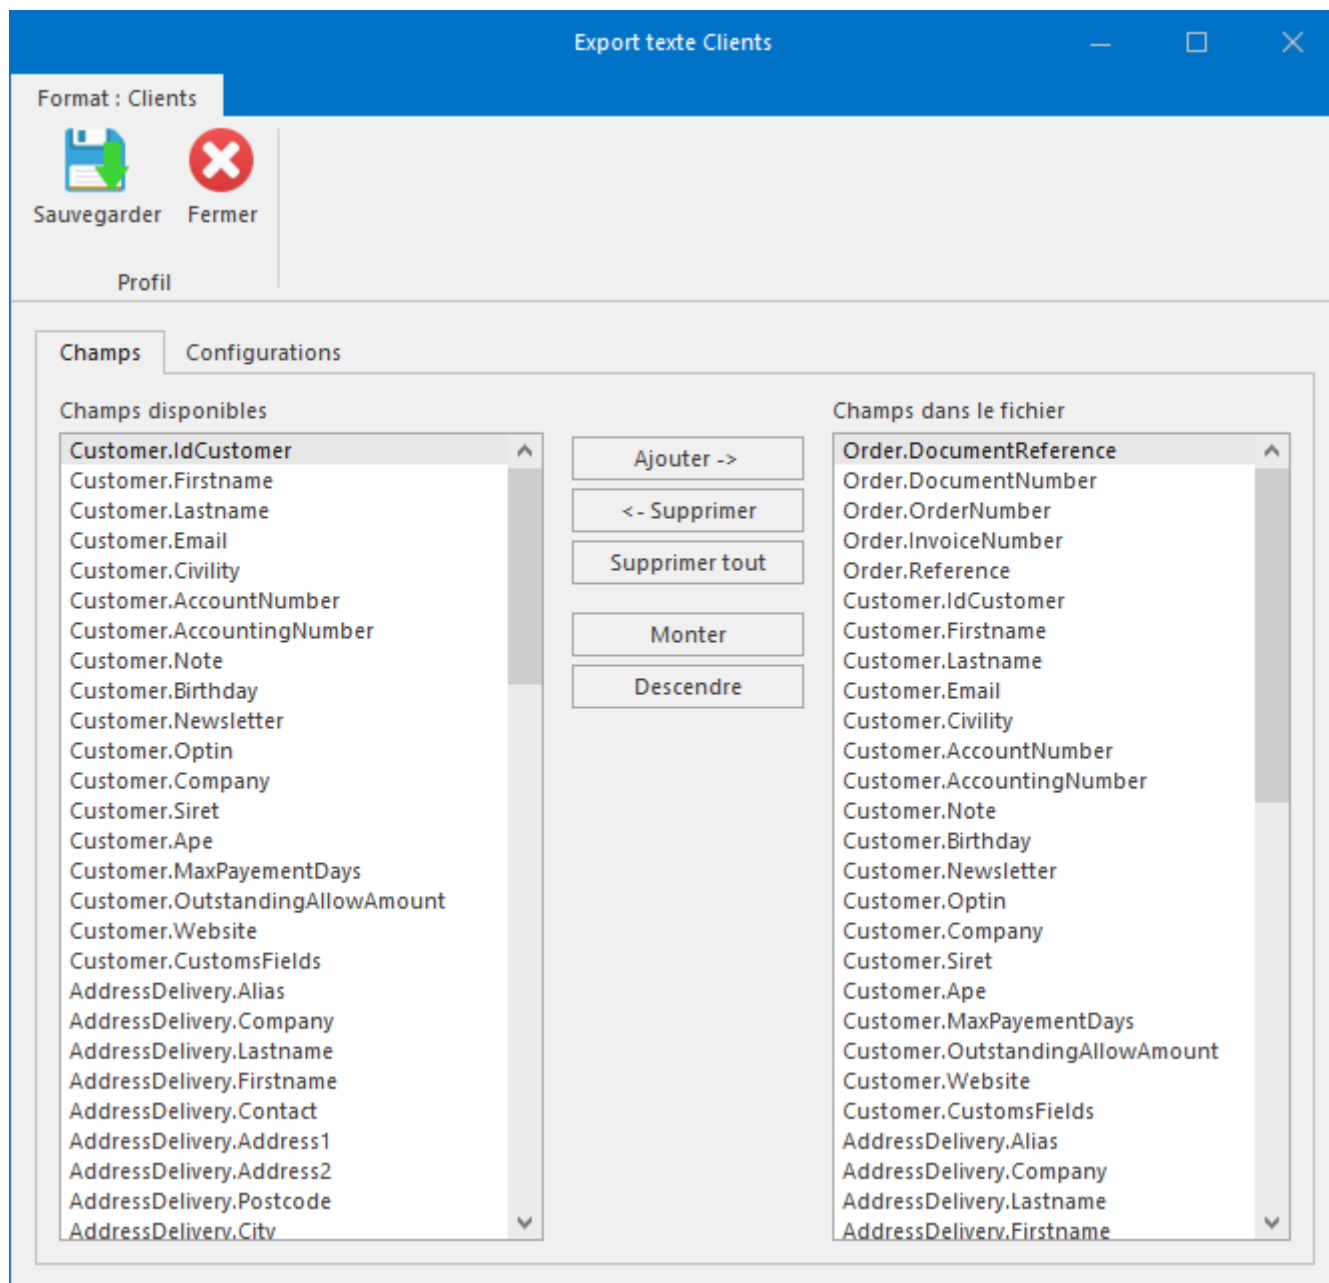 Export texte Clients
Format : Clients
Sauvegarder
Fermer
Profil
Champs
Configurations
Champs disponibles
Customer.IdCustomer
Customer.Firstname
Customer.Lastname
Customer.Email
Customer.Civility
Customer.AccountNumber
Customer.AccountingNumber
Customer.Note
Customer.Birthday
Customer.Newsletter
Customer.Optin
Customer.Company
Customer.Siret
Customer.Ape
Customer.MaxPayementDays
Customer.OutstandingAllowAmount
Customer.Website
Customer.CustomsFields
AddressDelivery.Alias
AddressDelivery.Company
AddressDelivery.Lastname
AddressDelivery.Firstname
AddressDelivery.Contact
AddressDelivery.Address1
AddressDelivery.Address2
AddressDelivery.Postcode
AddressDelivery.City
Ajouter ->
<- Supprimer
Supprimer tout
Monter
Descendre
Champs dans le fichier
Order.DocumentReference
Order.DocumentNumber
Order.OrderNumber
Order.InvoiceNumber
Order.Reference
Customer.IdCustomer
Customer.Firstname
Customer.Lastname
Customer.Email
Customer.Civility
Customer.AccountNumber
Customer.AccountingNumber
Customer.Note
Customer.Birthday
Customer.Newsletter
Customer.Optin
Customer.Company
Customer.Siret
Customer.Ape
Customer.MaxPayementDays
Customer.OutstandingAllowAmount
Customer.Website
Customer.CustomsFields
AddressDelivery.Alias
AddressDelivery.Company
AddressDelivery.Lastname
AddressDelivery.Firstname